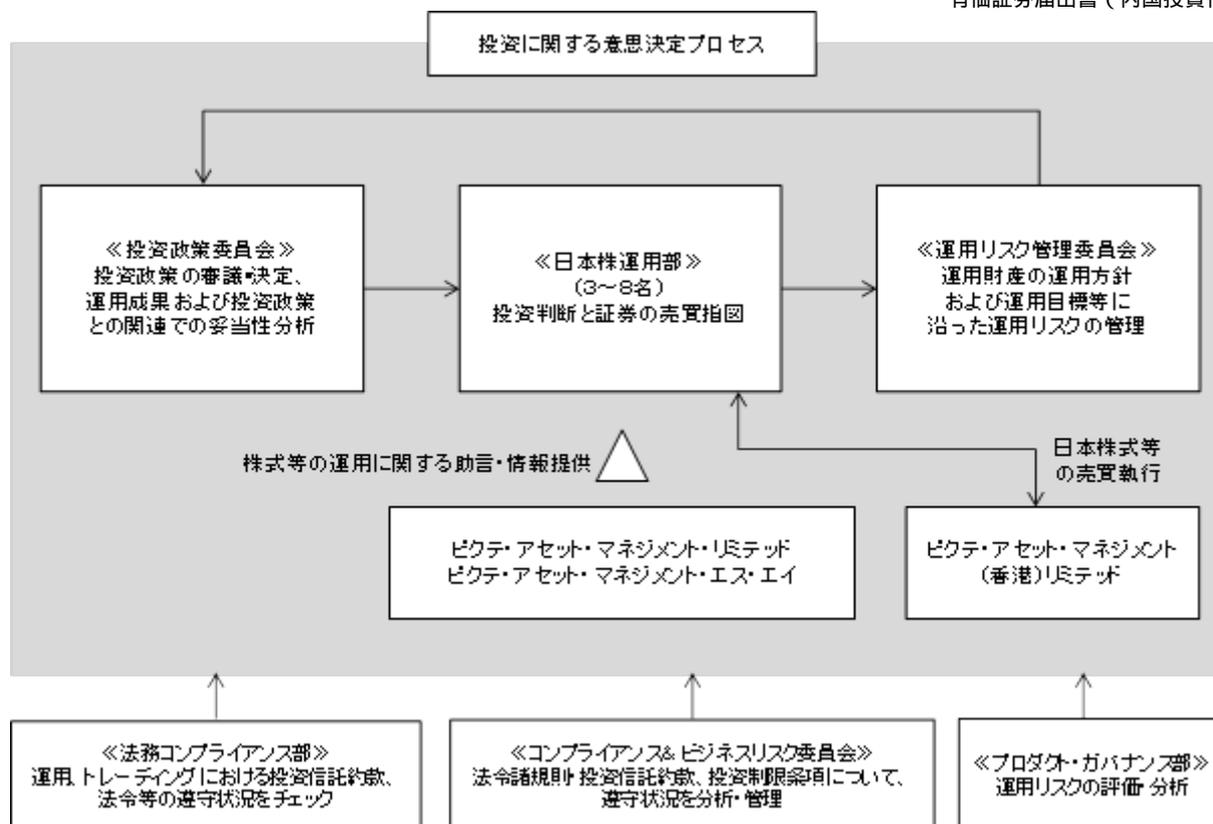 有価証券届出書(内国投資信
投資に関する意思決定プロセス
≪投資政策委員会≫
投資政策の審議・決定、
運用成果および投資政策
との関連での妥当性分析
≪日本株運用部≫
(3~8名)
投資判断と証券の売買指図
≪運用リスク管理委員会≫
運用財産の運用方針
および運用目標等に
沿った運用リスクの管理
株式等の運用に関する助言・情報提供
日本株式等
の売買執行
ピクテ・アセット・マネジメント・リミテッド
ピクテ・アセット・マネジメント・エス・エイ
ピクテ・アセット・マネジメント
(香港)リミテッド
≪法務コンプライアンス部≫
運用、トレーディングにおける投資信託約款、
法令等の遵守状況をチェック
≪コンプライアンス&ビジネスリスク委員会≫
法令諸規則・投資信託約款、投資制限条項について、
遵守状況を分析・管理
≪プロダクト・ガバナンス部≫
運用リスクの評価・分析